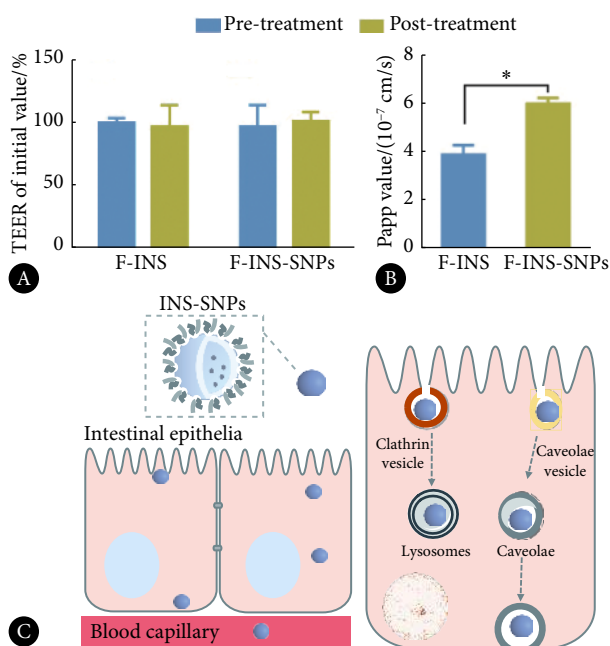 Pre-treatment
Post-treatment
TEER of initial value/%
150
100
50
0
F-INS
F-INS-SNPs
A
Papp value/(10⁻⁷ cm/s)
8
6
4
2
0
*
F-INS
F-INS-SNPs
B
INS-SNPs
Intestinal epithelia
Blood capillary
Clathrin
vesicle
Caveolae
vesicle
Lysosomes
Caveolae
C